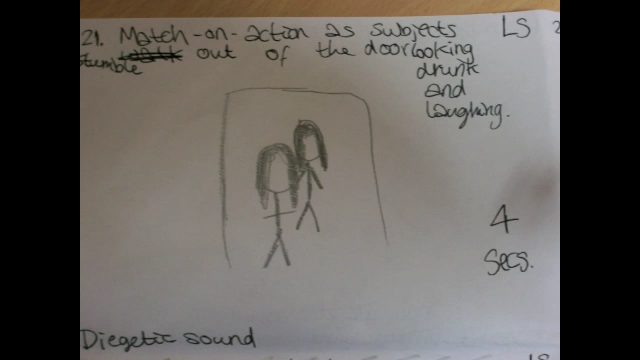 21. Match-on-action as subjects LS
stumble out of the door looking
drunk
and
laughing.
4
Secs.
Diegetic sound
LS